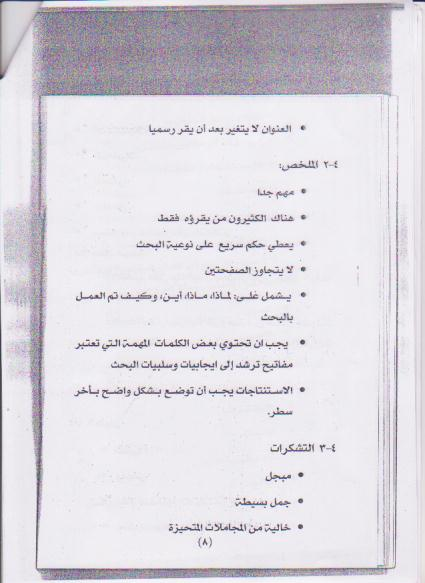 • العنوان لا يتغير بعد أن يقر رسميا
٤-٢ الملخص:
• مهم جدا
• هناك الكثيرون من يقرؤه فقط
• يعطي حكم سريع على نوعية البحث
• لا يتجاوز الصفحتين
• يشمل على: لماذا، ماذا، أين، وكيف تم العمل
بالبحث
• يجب ان تحتوي بعض الكلمات المهمة التي تعتبر
مفاتيح ترشد إلى ايجابيات وسلبيات البحث
• الاستنتاجات يجب أن توضع بشكل واضح بأخر
سطر.
٤-٣ التشكرات
• مبجل
• جمل بسيطة
• خالية من المجاملات المتحيزة
(٨)